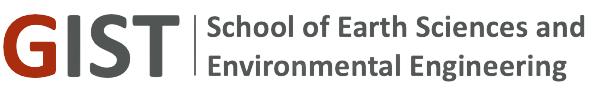 GIST
School of Earth Sciences and
Environmental Engineering